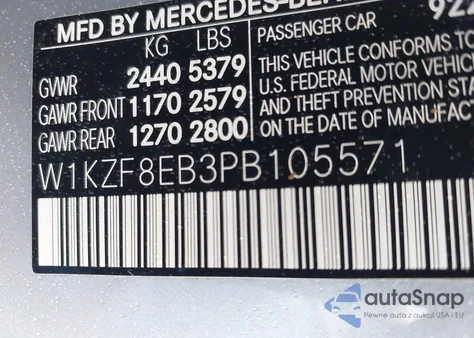 MFD BY MERCEDES-BEN
KG LBS
GVWR 2440 5379
GAWR FRONT 1170 2579
GAWR REAR 1270 2800
PASSENGER CAR
THIS VEHICLE CONFORMS TO
U.S. FEDERAL MOTOR VEHIC
AND THEFT PREVENTION STA
ON THE DATE OF MANUFACT
W1KZF8EB3PB105571
autoSnap
Pewne auta z aukcji USA i EU